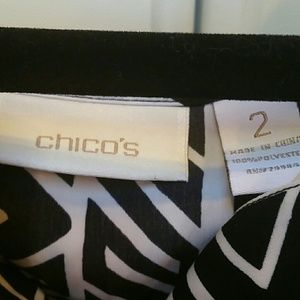 chico's
2
MADE IN CHINA
100% POLYESTER